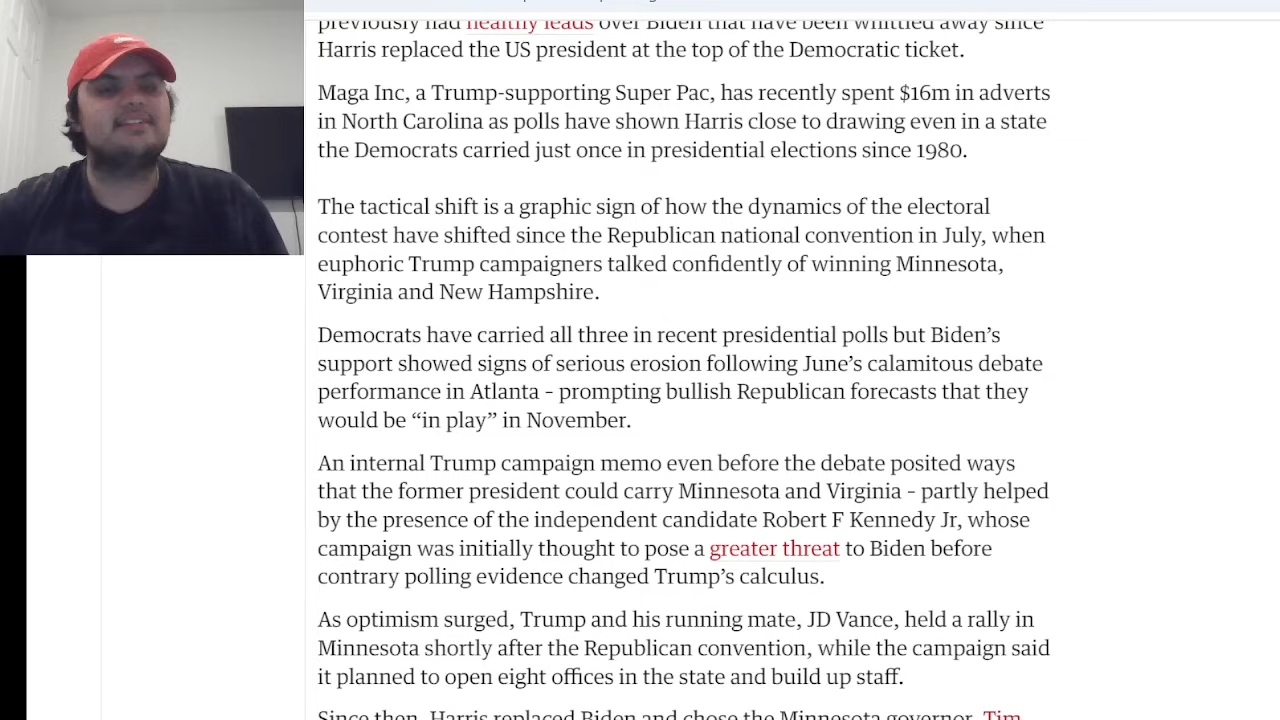 previously had healthy leads over Biden that have been whittled away since
Harris replaced the US president at the top of the Democratic ticket.
Maga Inc, a Trump-supporting Super Pac, has recently spent $16m in adverts
in North Carolina as polls have shown Harris close to drawing even in a state
the Democrats carried just once in presidential elections since 1980.
The tactical shift is a graphic sign of how the dynamics of the electoral
contest have shifted since the Republican national convention in July, when
euphoric Trump campaigners talked confidently of winning Minnesota,
Virginia and New Hampshire.
Democrats have carried all three in recent presidential polls but Biden’s
support showed signs of serious erosion following June’s calamitous debate
performance in Atlanta – prompting bullish Republican forecasts that they
would be “in play” in November.
An internal Trump campaign memo even before the debate posited ways
that the former president could carry Minnesota and Virginia – partly helped
by the presence of the independent candidate Robert F Kennedy Jr, whose
campaign was initially thought to pose a greater threat to Biden before
contrary polling evidence changed Trump’s calculus.
As optimism surged, Trump and his running mate, JD Vance, held a rally in
Minnesota shortly after the Republican convention, while the campaign said
it planned to open eight offices in the state and build up staff.
Since then, Harris replaced Biden and chose the Minnesota governor, Tim